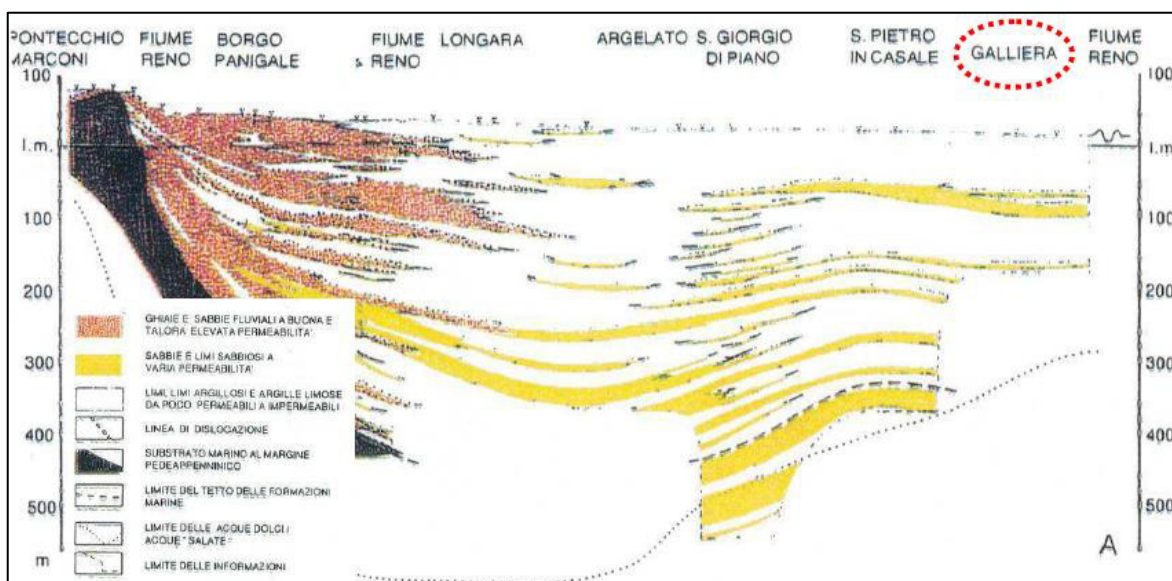 PONTECCHIO MARCONI
FIUME RENO
BORGO PANIGALE
FIUME RENO
LONGARA
ARGELATO
S. GIORGIO DI PIANO
S. PIETRO IN CASALE
GALLIERA
FIUME RENO
100
l.m.
100
200
300
400
500
m
100
l.m.
100
200
300
400
500
GHIAIE E SABBIE FLUVIALI A BUONA E
TALORA ELEVATA PERMEABILITA'
SABBIE E LIMI SABBIOSI A
VARIA PERMEABILITA'
LIMI, LIMI ARGILLOSI E ARGILLE LIMOSE
DA POCO PERMEABILI A IMPERMEABILI
LINEA DI DISLOCAZIONE
SUBSTRATO MARINO AL MARGINE
PEDEAPPENNINICO
LIMITE DEL TETTO DELLE FORMAZIONI
MARINE
LIMITE DELLE ACQUE DOLCI /
ACQUE "SALATE"
LIMITE DELLE INFORMAZIONI
A